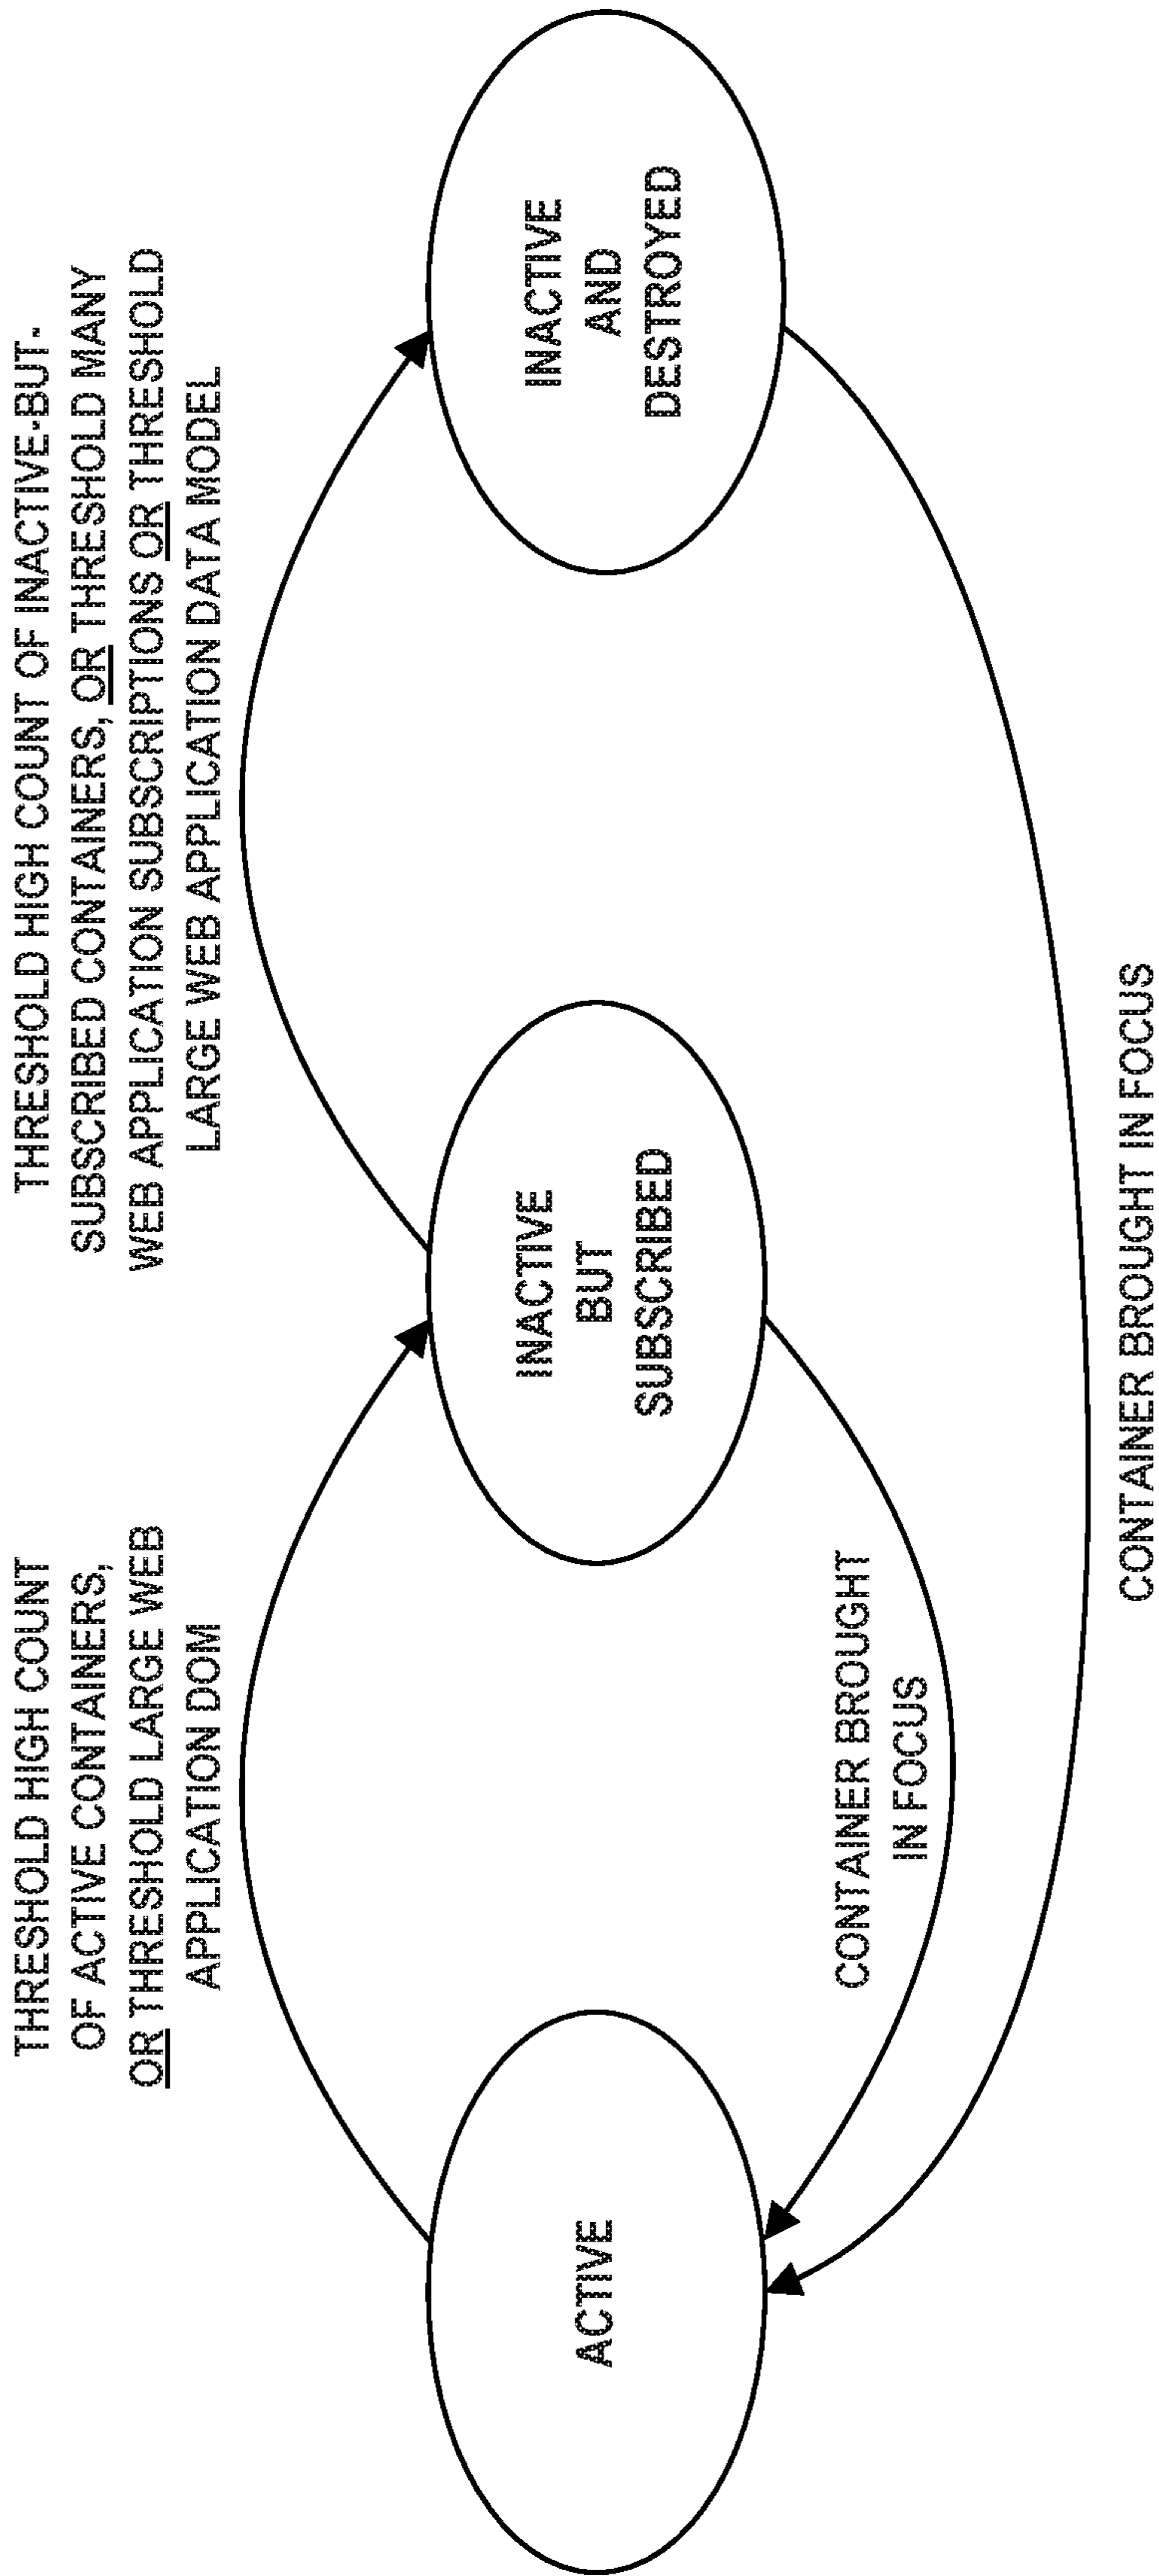 THRESHOLD HIGH COUNT
OF ACTIVE CONTAINERS,
OR THRESHOLD LARGE WEB
APPLICATION DOM
THRESHOLD HIGH COUNT OF INACTIVE-BUT-
SUBSCRIBED CONTAINERS, OR THRESHOLD MANY
WEB APPLICATION SUBSCRIPTIONS OR THRESHOLD
LARGE WEB APPLICATION DATA MODEL
ACTIVE
INACTIVE
BUT
SUBSCRIBED
INACTIVE
AND
DESTROYED
CONTAINER BROUGHT
IN FOCUS
CONTAINER BROUGHT IN FOCUS